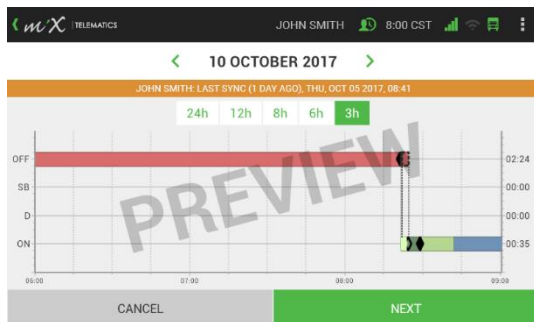 miX TELEMATICS JOHN SMITH 8:00 CST
10 OCTOBER 2017
JOHN SMITH: LAST SYNC (1 DAY AGO), THU, OCT 05 2017, 08:41
24h 12h 8h 6h 3h
OFF 02:24
SB 00:00
D 00:00
ON 00:35
PREVIEW
06:00 07:00 08:00 09:00
CANCEL NEXT